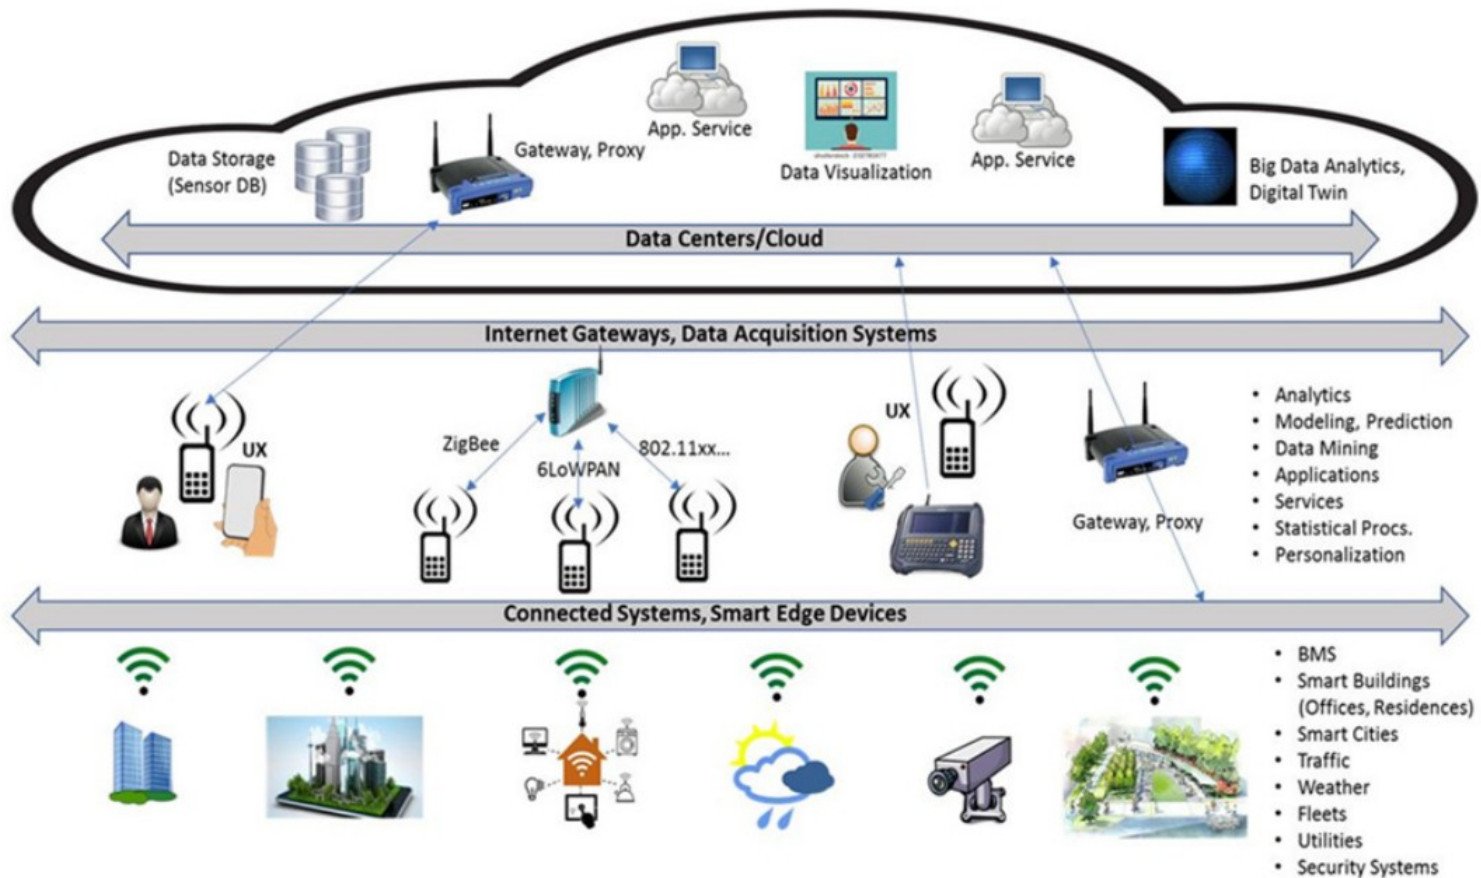 App. Service
Data Storage
(Sensor DB)
Gateway, Proxy
Data Visualization
App. Service
Big Data Analytics,
Digital Twin
Data Centers/Cloud
Internet Gateways, Data Acquisition Systems
UX
ZigBee
6LoWPAN
802.11xx...
UX
Gateway, Proxy
• Analytics
• Modeling, Prediction
• Data Mining
• Applications
• Services
• Statistical Procs.
• Personalization
Connected Systems, Smart Edge Devices
• BMS
• Smart Buildings
(Offices, Residences)
• Smart Cities
• Traffic
• Weather
• Fleets
• Utilities
• Security Systems